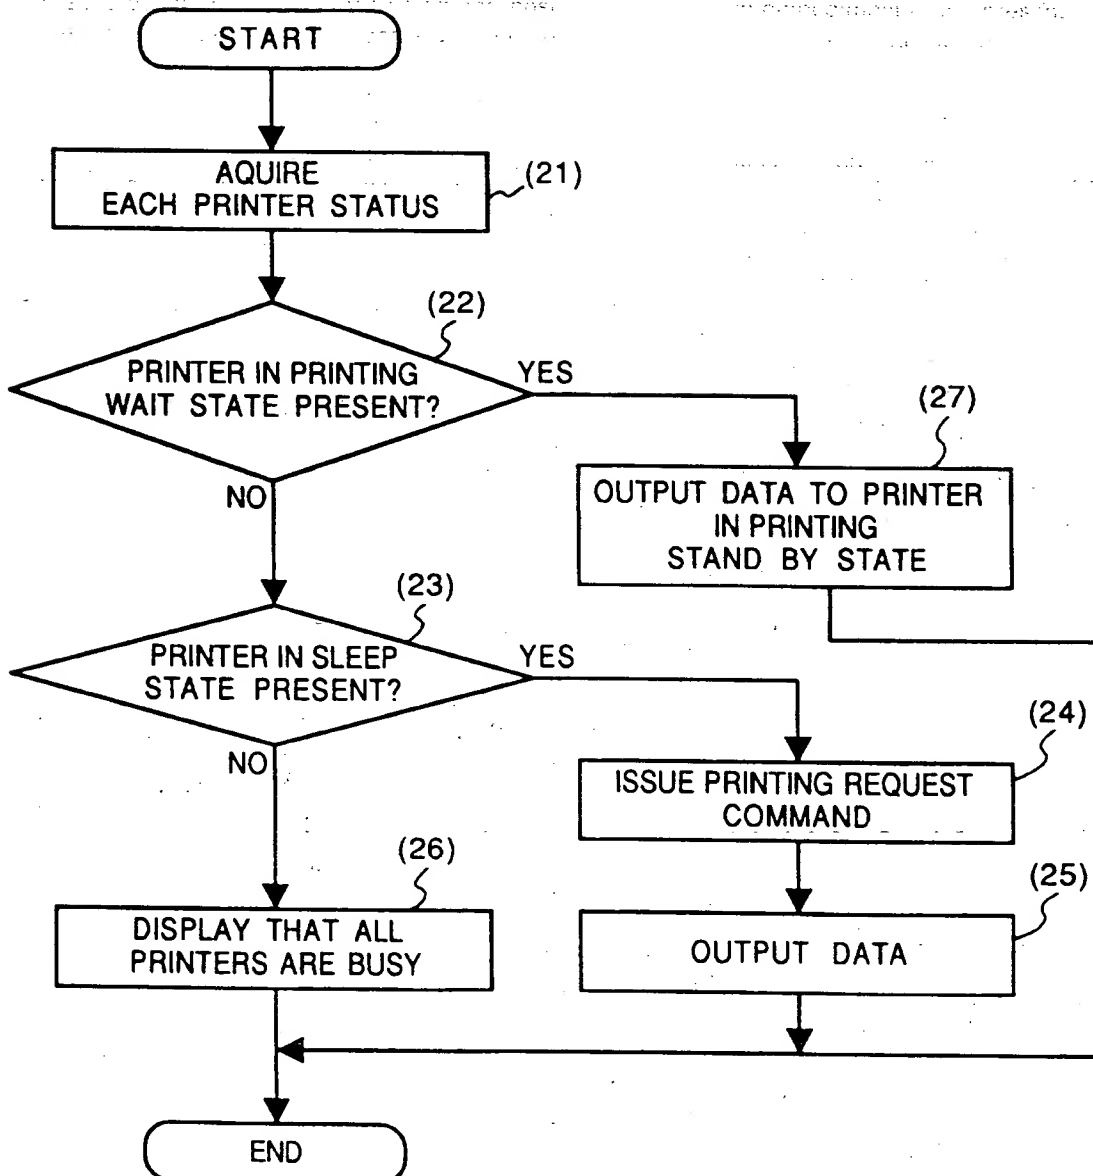 START
AQUIRE
EACH PRINTER STATUS
(21)
(22)
PRINTER IN PRINTING
WAIT STATE PRESENT?
YES
NO
(27)
OUTPUT DATA TO PRINTER
IN PRINTING
STAND BY STATE
(23)
PRINTER IN SLEEP
STATE PRESENT?
YES
NO
(24)
ISSUE PRINTING REQUEST
COMMAND
(25)
OUTPUT DATA
(26)
DISPLAY THAT ALL
PRINTERS ARE BUSY
END